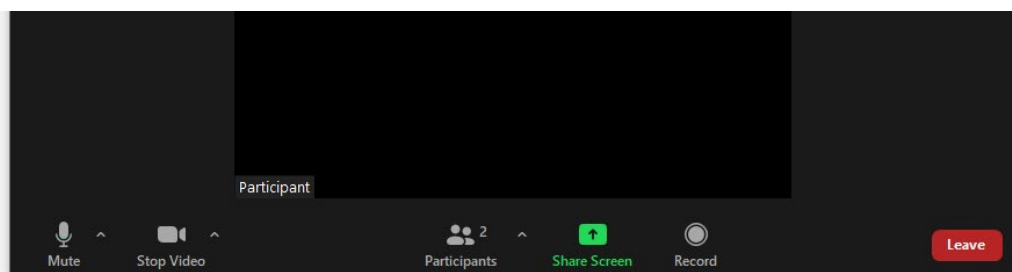 Participant
2
Mute
Stop Video
Participants
Share Screen
Record
Leave